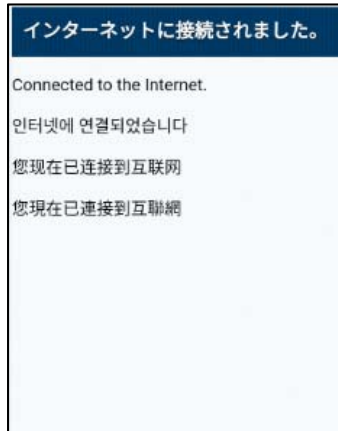 インターネットに接続されました。
Connected to the Internet.
인터넷에 연결되었습니다
您现在已连接到互联网
您現在已連接到互聯網